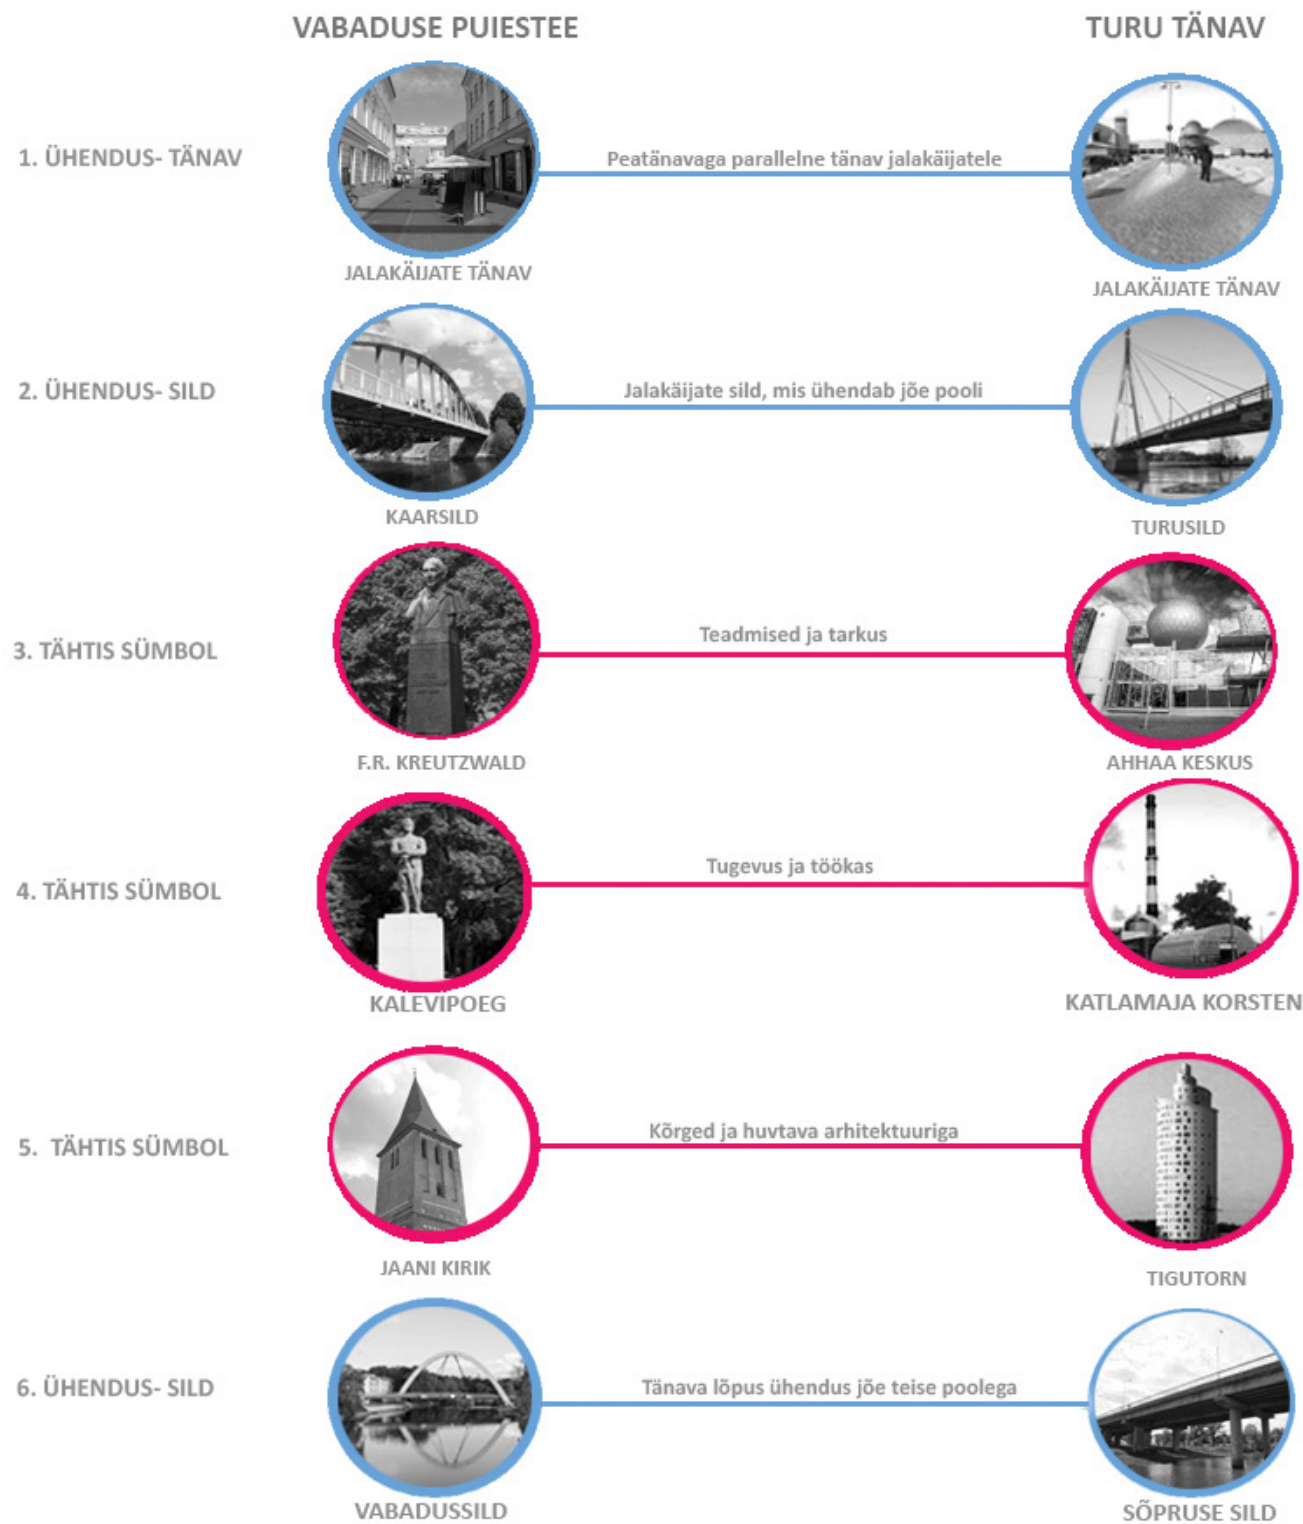 VABADUSE PUIESTEE
TURU TÄNAV
1. ÜHENDUS- TÄNAV
Peatänavaga parallelne tänav jalakäijatele
JALAKÄIJATE TÄNAV
JALAKÄIJATE TÄNAV
2. ÜHENDUS- SILD
Jalakäijate sild, mis ühendab jõe pooli
KAARSILD
TURUSILD
3. TÄHTIS SÜMBOL
Teadmised ja tarkus
F.R. KREUTZWALD
AHHAA KESKUS
4. TÄHTIS SÜMBOL
Tugevus ja töökas
KALEVIPOEG
KATLAMAJA KORSTEN
5. TÄHTIS SÜMBOL
Kõrged ja huvtava arhitektuuriga
JAANI KIRIK
TIGUTORN
6. ÜHENDUS- SILD
Tänava lõpus ühendus jõe teise poolega
VABADUSSILD
SÕPRUSE SILD